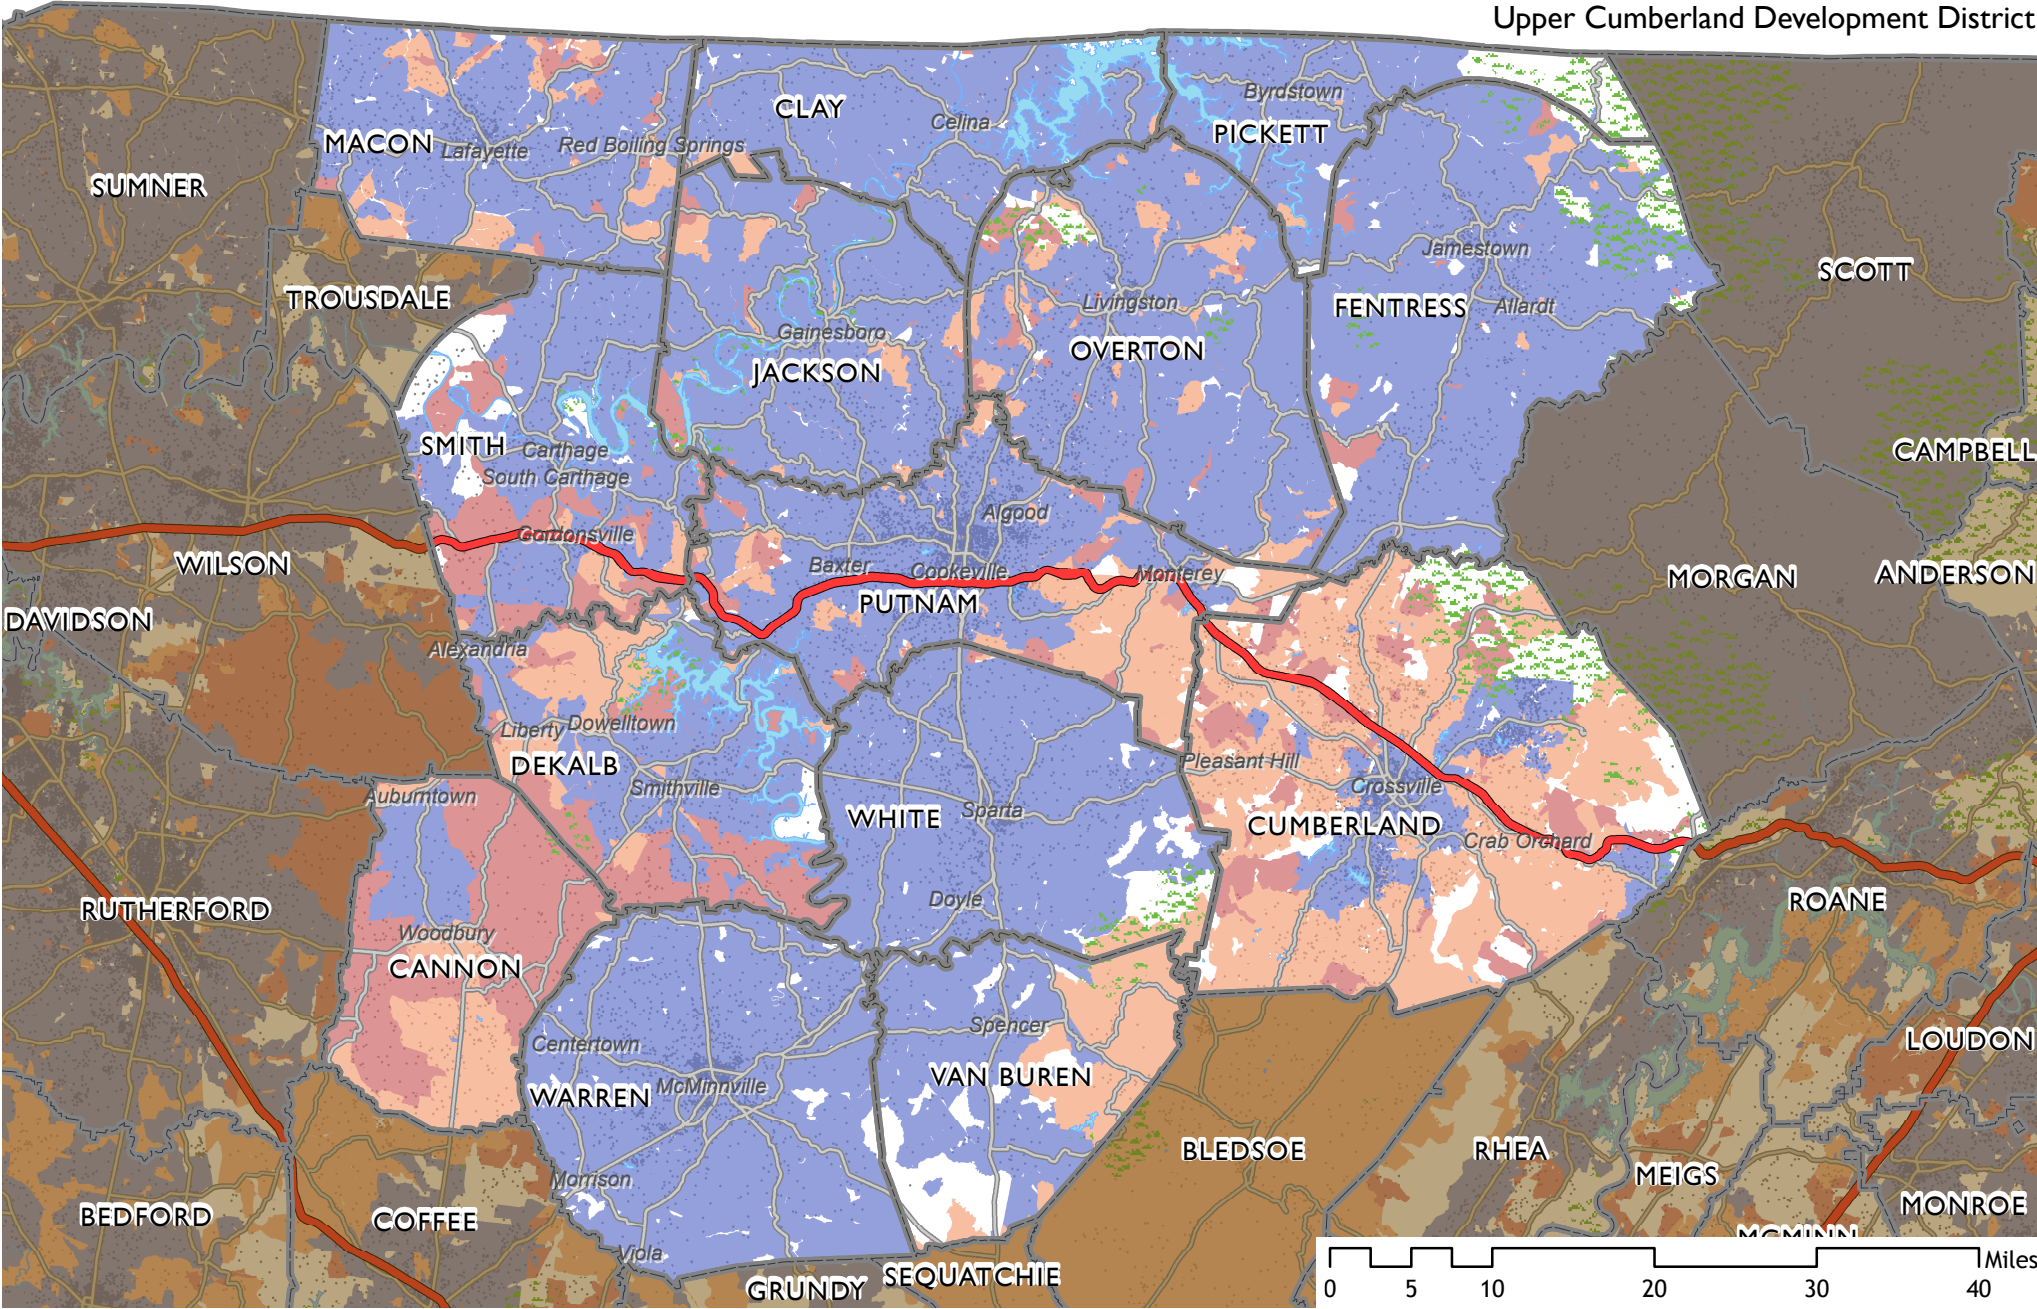 Upper Cumberland Development District
CLAY
Byrdstown
Celina
PICKETT
MACON
Lafayette
Red Boiling Springs
SUMNER
Jamestown
SCOTT
TROUSDALE
Livingston
FENTRESS
Allardt
Gainesboro
OVERTON
JACKSON
SMITH
Carthage
CAMPBELL
South Carthage
Algood
Gordonsville
WILSON
Baxter
Cookeville
Monterey
MORGAN
ANDERSON
PUTNAM
DAVIDSON
Alexandria
Liberty
Dowelltown
DEKALB
Pleasant Hill
Smithville
Crossville
Auburntown
WHITE
Sparta
CUMBERLAND
Crab Orchard
Doyle
ROANE
RUTHERFORD
Woodbury
CANNON
Spencer
LOUDON
Centertown
VAN BUREN
McMinnville
WARREN
BLEDSOE
RHEA
MEIGS
Morrison
MONROE
BEDFORD
COFFEE
MCMINN
Viola
Miles
GRUNDY
SEQUATCHIE
0 5 10 20 30 40